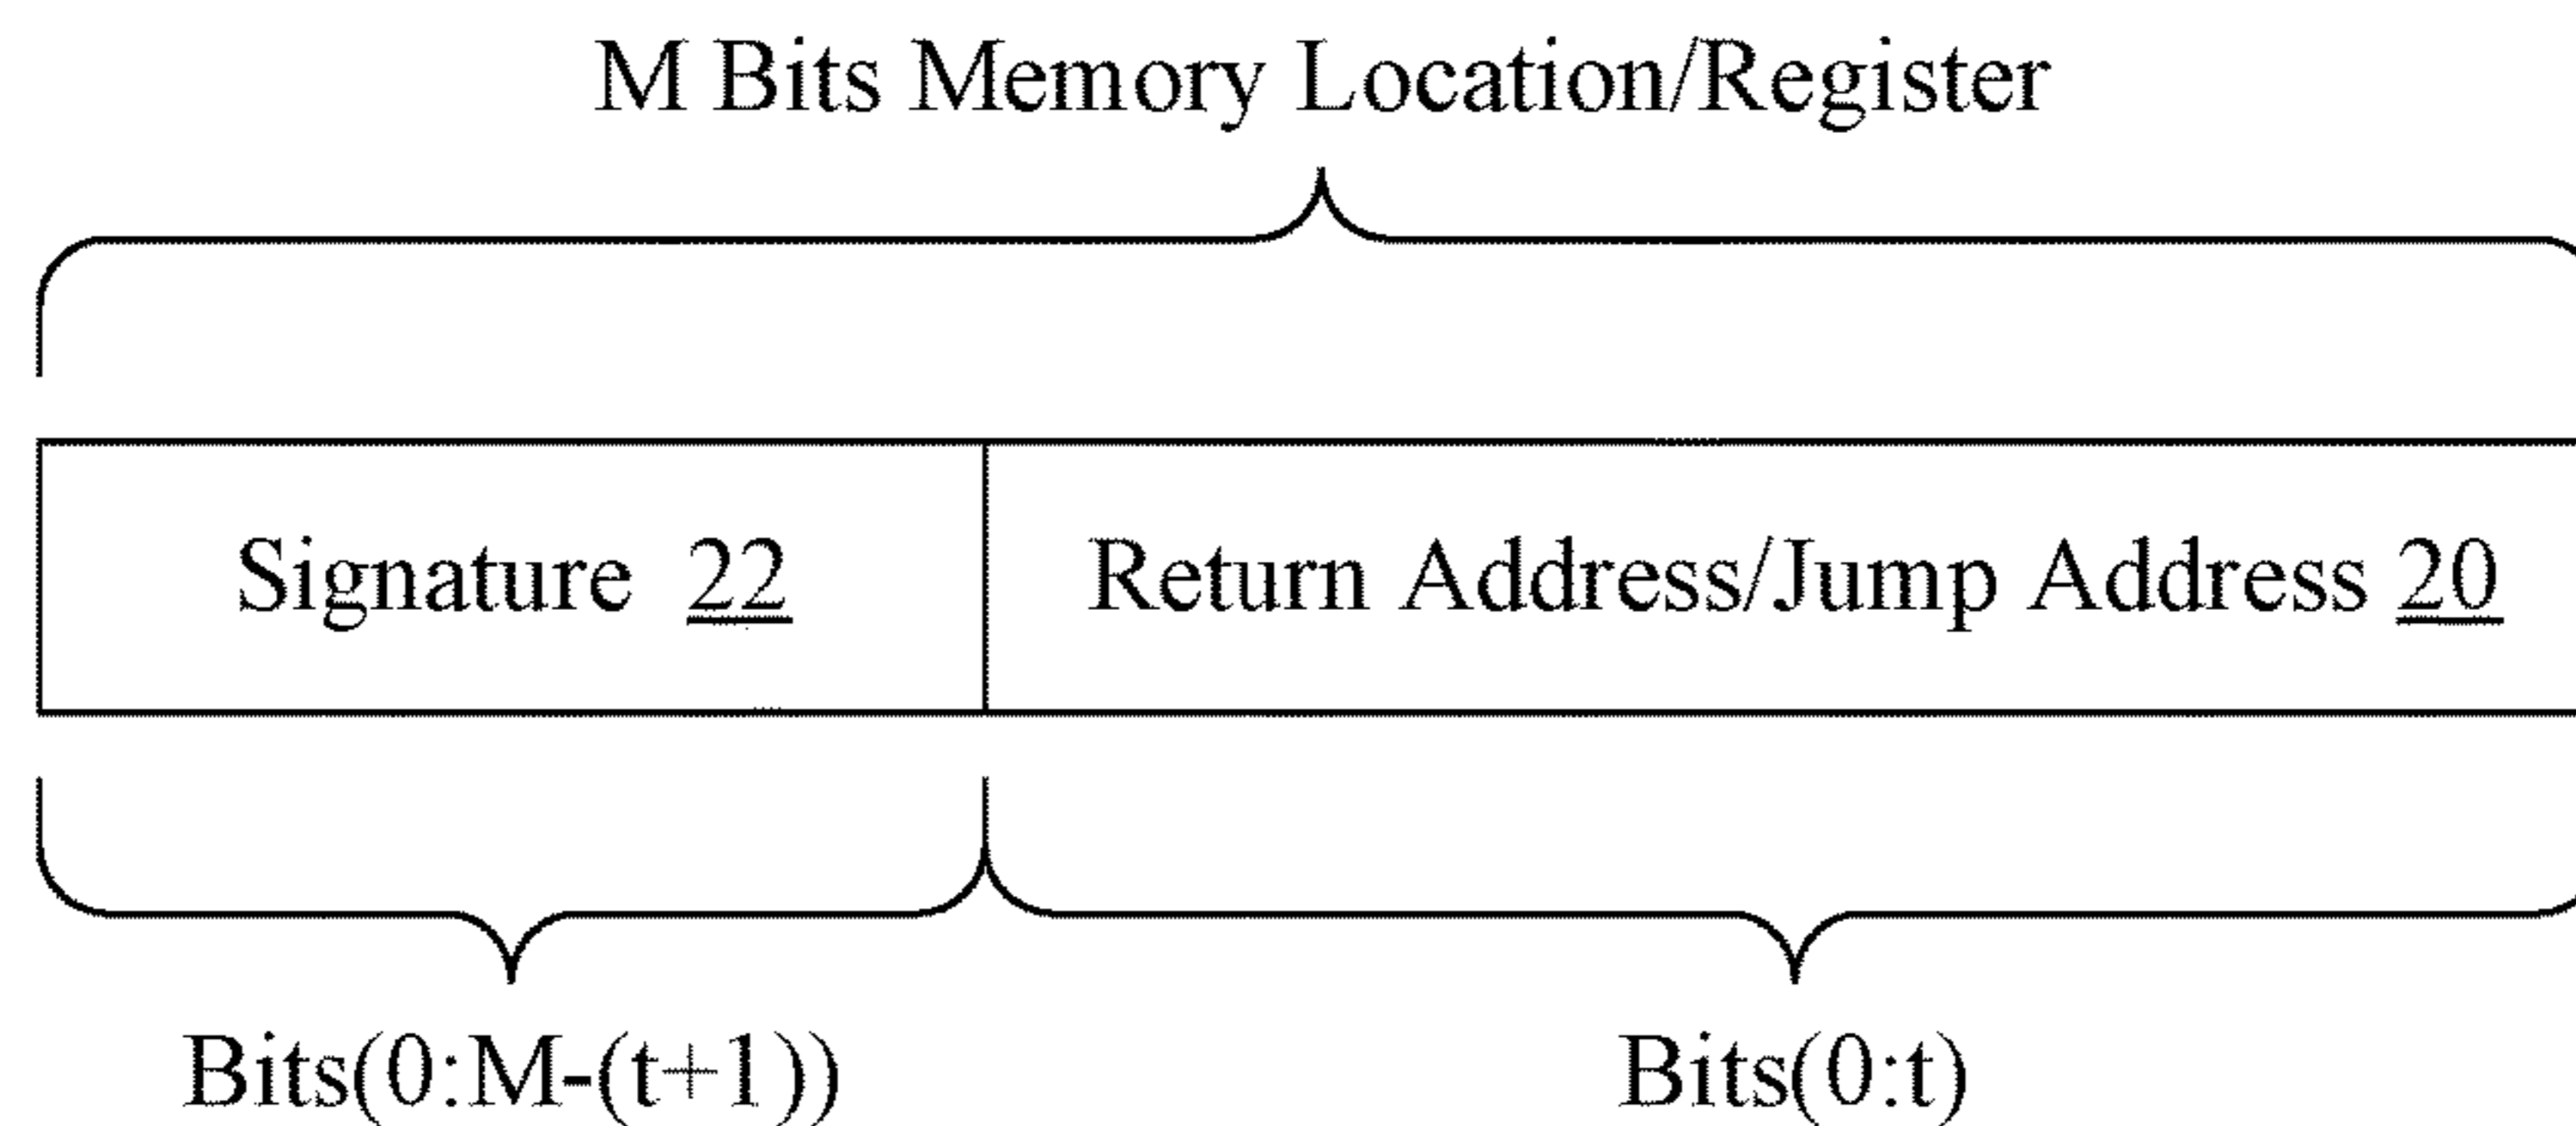 M Bits Memory Location/Register
Signature 22 Return Address/Jump Address 20
Bits(0:M-(t+1)) Bits(0:t)